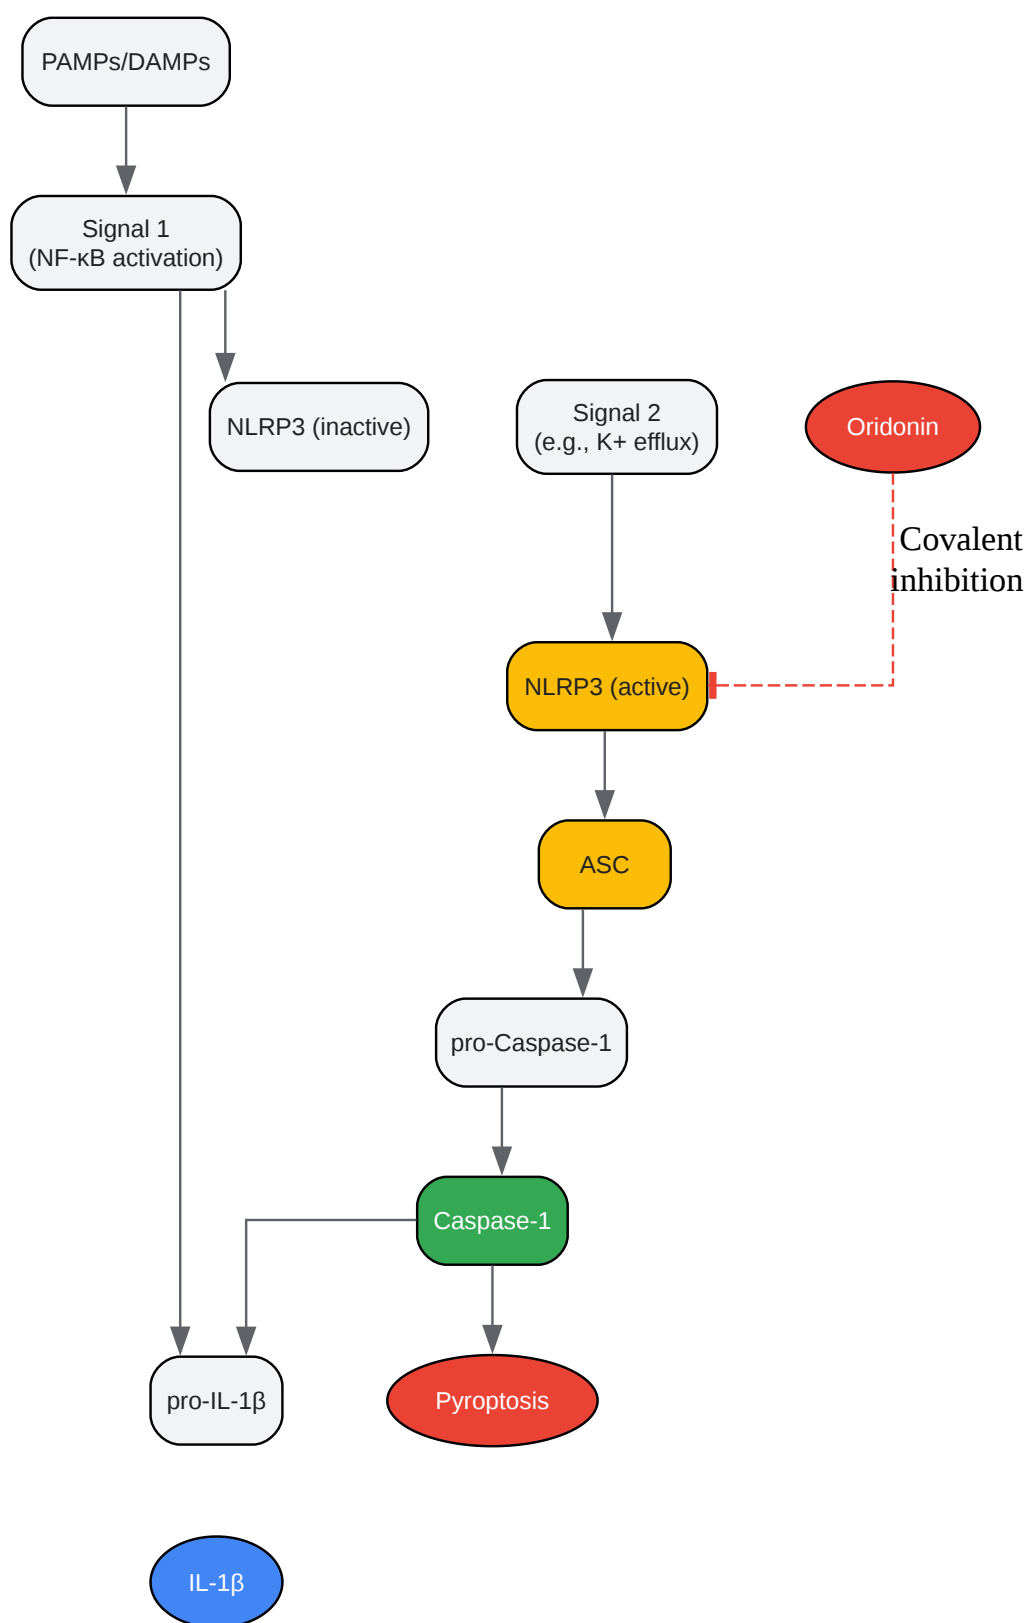 PAMPs/DAMPs
Signal 1
(NF-κB activation)
NLRP3 (inactive)
Signal 2
(e.g., K+ efflux)
Oridonin
Covalent
inhibition
NLRP3 (active)
ASC
pro-Caspase-1
Caspase-1
pro-IL-1β
Pyroptosis
IL-1β